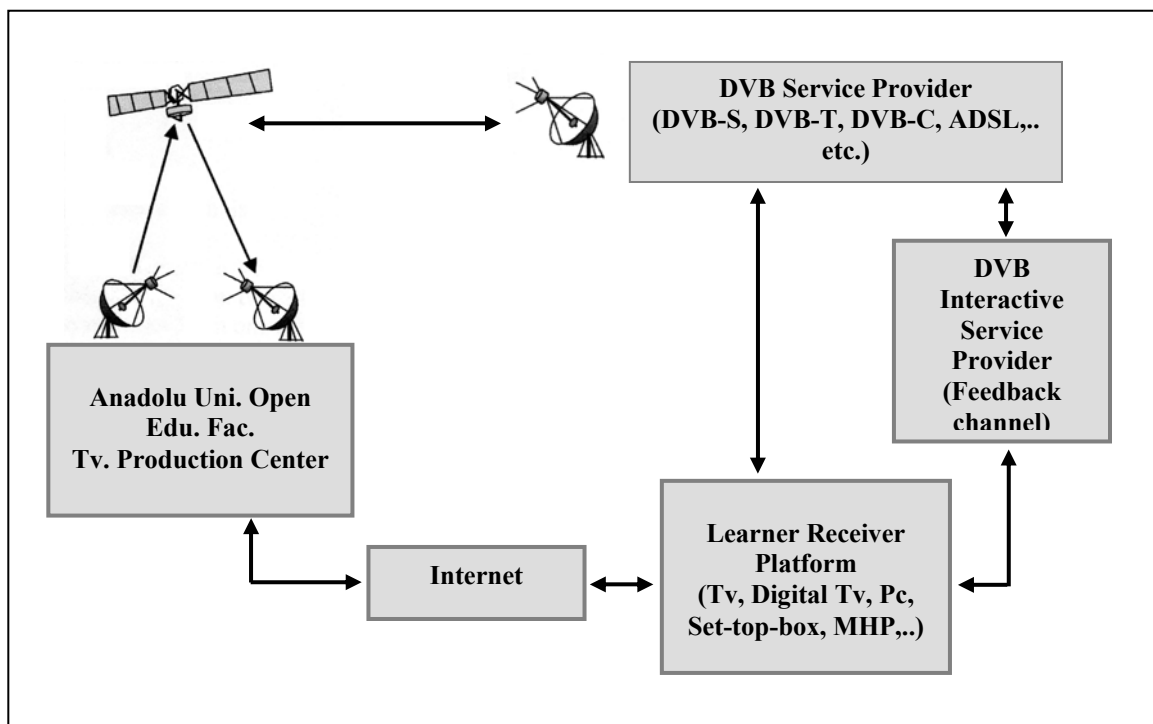 DVB Service Provider
(DVB-S, DVB-T, DVB-C, ADSL,..
etc.)
DVB
Interactive
Service
Provider
(Feedback
channel)
Anadolu Uni. Open
Edu. Fac.
Tv. Production Center
Internet
Learner Receiver
Platform
(Tv, Digital Tv, Pc,
Set-top-box, MHP,..)